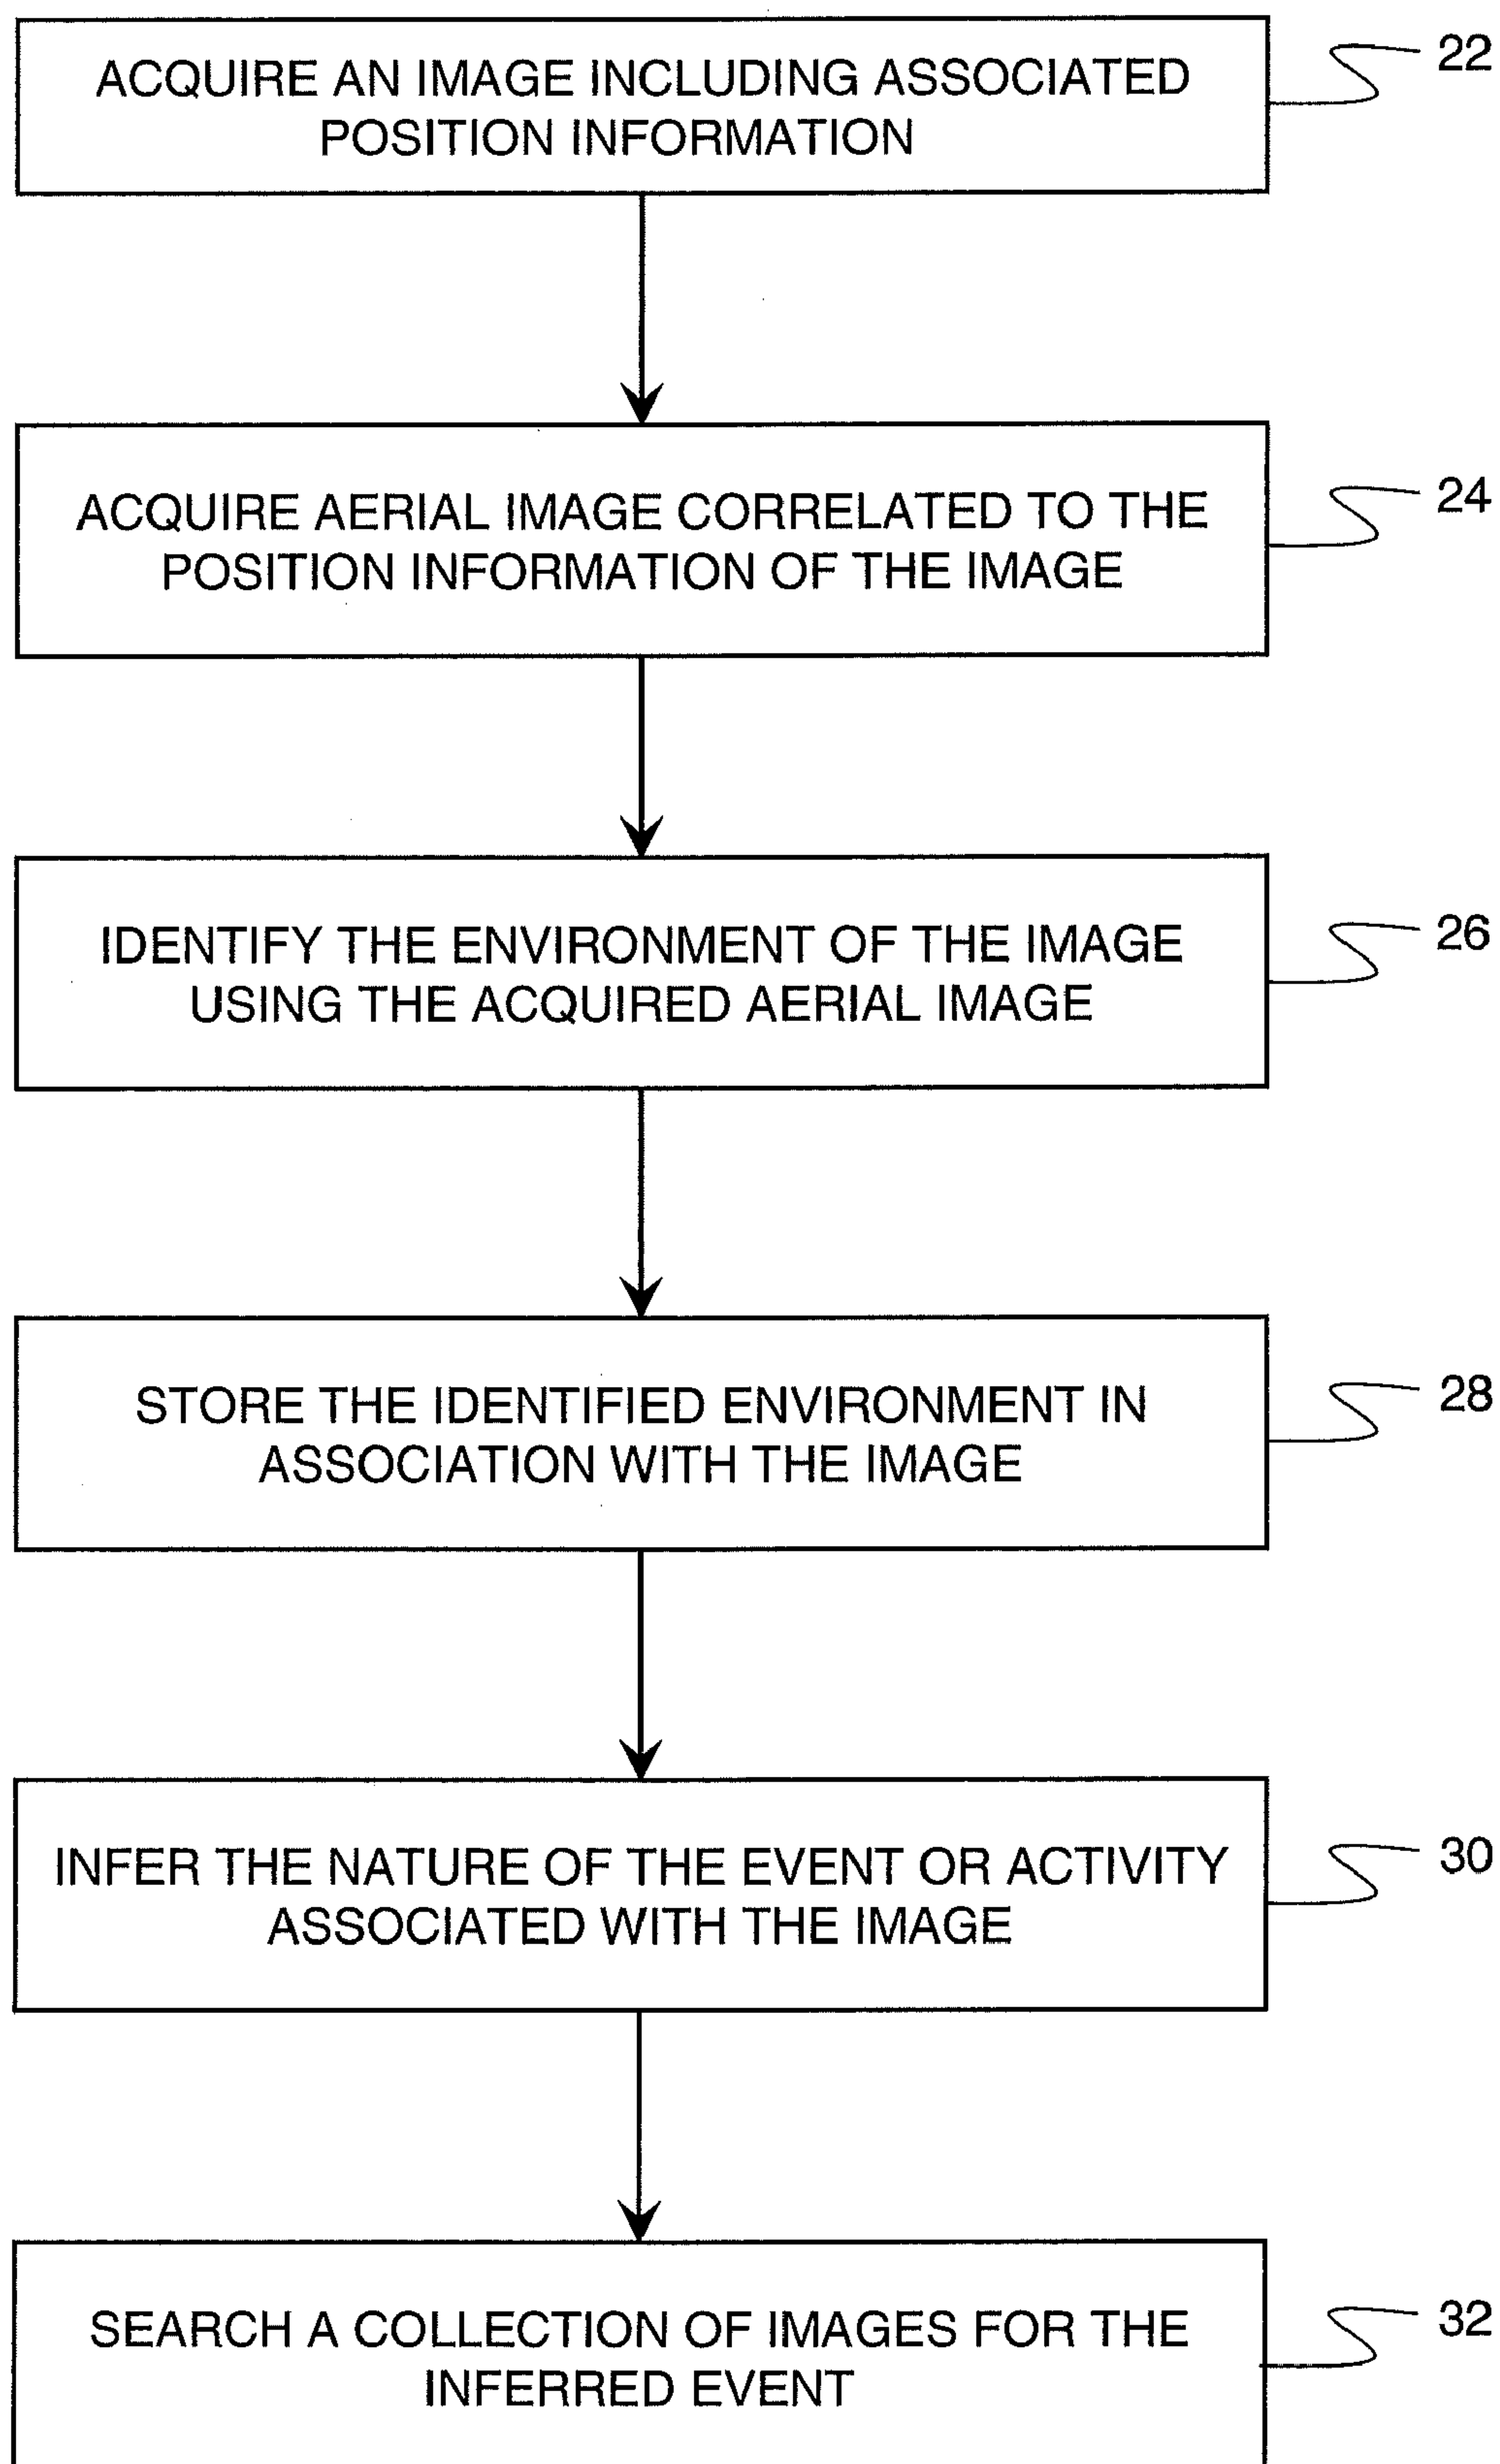 ACQUIRE AN IMAGE INCLUDING ASSOCIATED
POSITION INFORMATION
22
ACQUIRE AERIAL IMAGE CORRELATED TO THE
POSITION INFORMATION OF THE IMAGE
24
IDENTIFY THE ENVIRONMENT OF THE IMAGE
USING THE ACQUIRED AERIAL IMAGE
26
STORE THE IDENTIFIED ENVIRONMENT IN
ASSOCIATION WITH THE IMAGE
28
INFER THE NATURE OF THE EVENT OR ACTIVITY
ASSOCIATED WITH THE IMAGE
30
SEARCH A COLLECTION OF IMAGES FOR THE
INFERRED EVENT
32